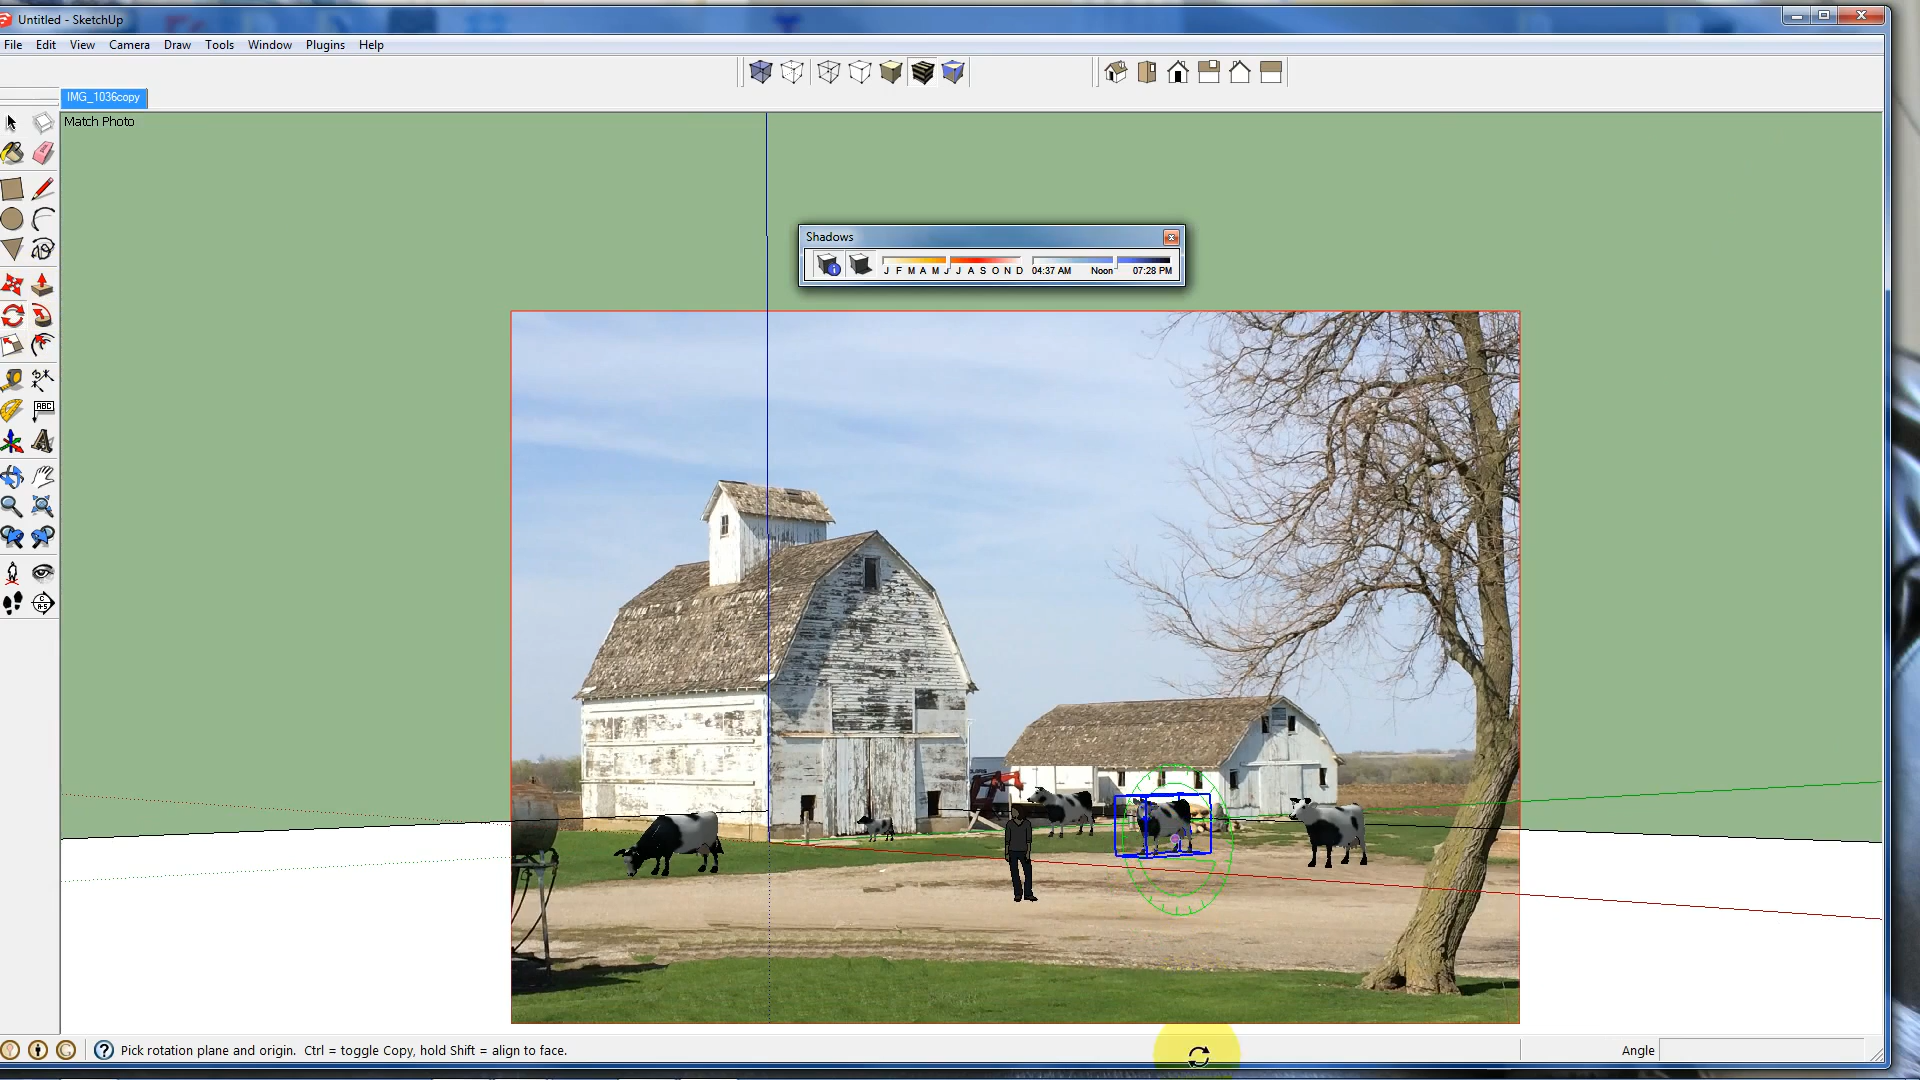 Untitled - SketchUp
File Edit View Camera Draw Tools Window Plugins Help
IMG_1036copy
Match Photo
Shadows
J F M A M J J A S O N D 04:37 AM Noon 07:28 PM
ABC
Pick rotation plane and origin. Ctrl = toggle Copy, hold Shift = align to face.
Angle